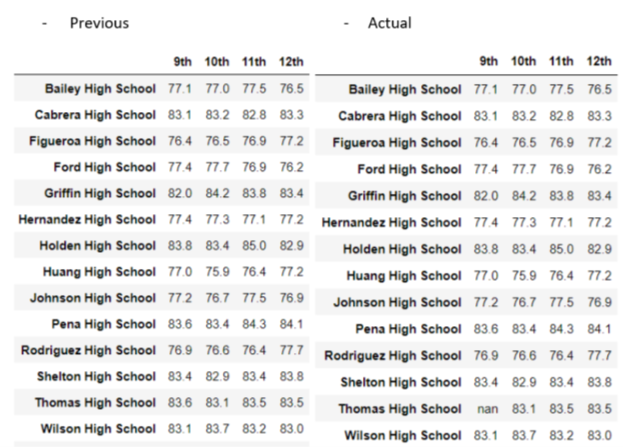 - Previous
9th 10th 11th 12th
Bailey High School 77.1 77.0 77.5 76.5
Cabrera High School 83.1 83.2 82.8 83.3
Figueroa High School 76.4 76.5 76.9 77.2
Ford High School 77.4 77.7 76.9 76.2
Griffin High School 82.0 84.2 83.8 83.4
Hernandez High School 77.4 77.3 77.1 77.2
Holden High School 83.8 83.4 85.0 82.9
Huang High School 77.0 75.9 76.4 77.2
Johnson High School 77.2 76.7 77.5 76.9
Pena High School 83.6 83.4 84.3 84.1
Rodriguez High School 76.9 76.6 76.4 77.7
Shelton High School 83.4 82.9 83.4 83.8
Thomas High School 83.6 83.1 83.5 83.5
Wilson High School 83.1 83.7 83.2 83.0
- Actual
9th 10th 11th 12th
Bailey High School 77.1 77.0 77.5 76.5
Cabrera High School 83.1 83.2 82.8 83.3
Figueroa High School 76.4 76.5 76.9 77.2
Ford High School 77.4 77.7 76.9 76.2
Griffin High School 82.0 84.2 83.8 83.4
Hernandez High School 77.4 77.3 77.1 77.2
Holden High School 83.8 83.4 85.0 82.9
Huang High School 77.0 75.9 76.4 77.2
Johnson High School 77.2 76.7 77.5 76.9
Pena High School 83.6 83.4 84.3 84.1
Rodriguez High School 76.9 76.6 76.4 77.7
Shelton High School 83.4 82.9 83.4 83.8
Thomas High School nan 83.1 83.5 83.5
Wilson High School 83.1 83.7 83.2 83.0